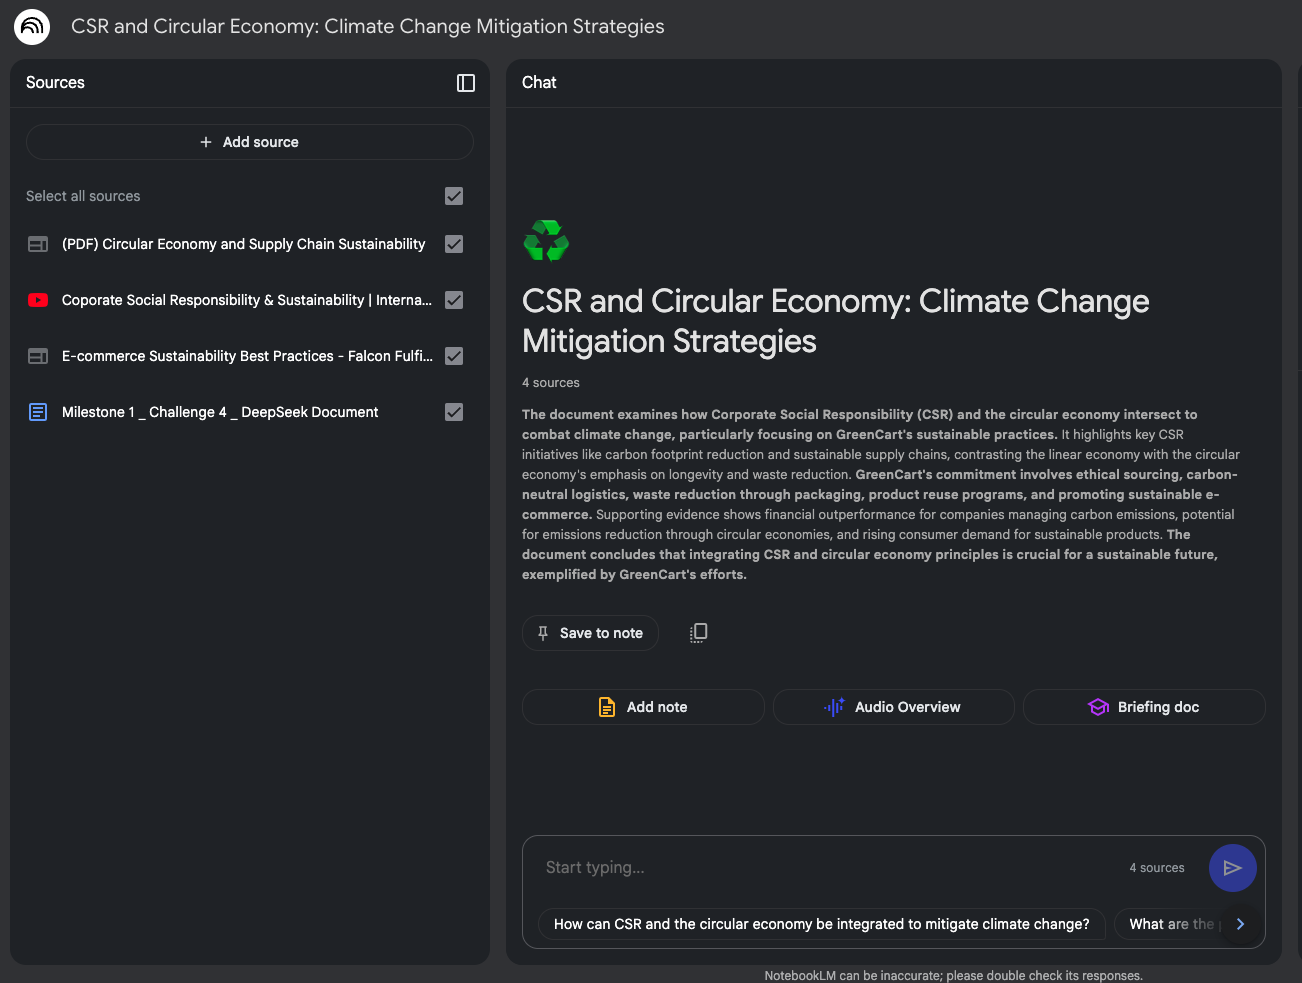 CSR and Circular Economy: Climate Change Mitigation Strategies
Sources
Add source
Select all sources
(PDF) Circular Economy and Supply Chain Sustainability
Coporate Social Responsibility & Sustainability | Interna...
E-commerce Sustainability Best Practices - Falcon Fulfi...
Milestone 1 _ Challenge 4 _ DeepSeek Document
Chat
CSR and Circular Economy: Climate Change
Mitigation Strategies
4 sources
The document examines how Corporate Social Responsibility (CSR) and the circular economy intersect to
combat climate change, particularly focusing on GreenCart's sustainable practices. It highlights key CSR
initiatives like carbon footprint reduction and sustainable supply chains, contrasting the linear economy with the circular
economy's emphasis on longevity and waste reduction. GreenCart's commitment involves ethical sourcing, carbon-
neutral logistics, waste reduction through packaging, product reuse programs, and promoting sustainable e-
commerce. Supporting evidence shows financial outperformance for companies managing carbon emissions, potential
for emissions reduction through circular economies, and rising consumer demand for sustainable products. The
document concludes that integrating CSR and circular economy principles is crucial for a sustainable future,
exemplified by GreenCart's efforts.
Save to note
Add note
Audio Overview
Briefing doc
Start typing...
4 sources
How can CSR and the circular economy be integrated to mitigate climate change?
What are the
NotebookLM can be inaccurate; please double check its responses.